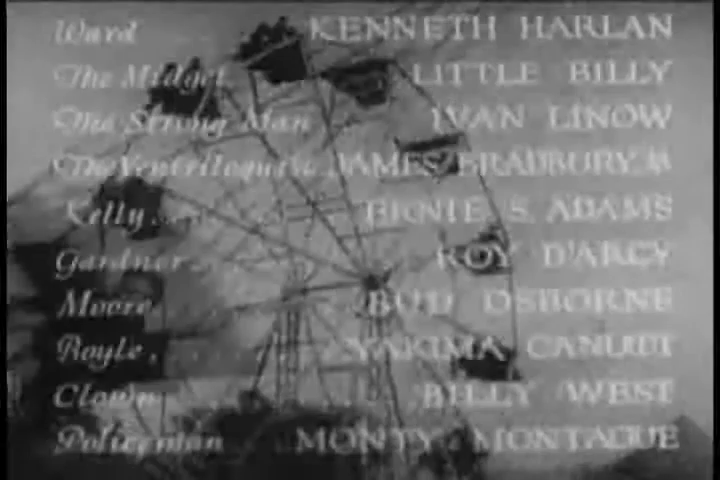 Ward KENNETH HARLAN
The Midget LITTLE BILLY
The Strong Man IVAN LINOW
The Ventriloquist JAMES BRADBURY, Jr
Kelly ERNIE S. ADAMS
Gardner ROY D'ARCY
Moore BUD OSBORNE
Royle YAKIMA CANUTT
Clown BILLY WEST
Policeman MONTY MONTAGUE